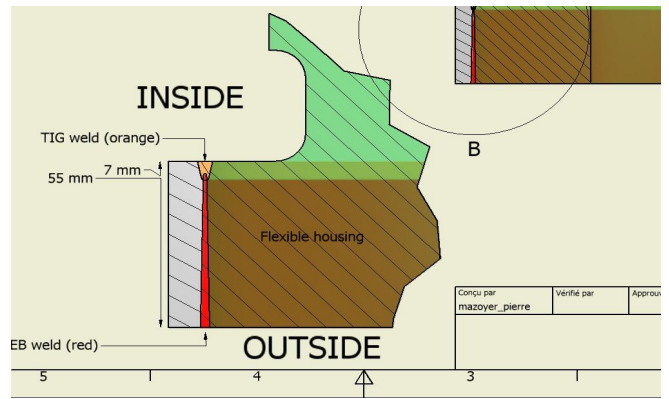 INSIDE
TIG weld (orange)
B
7 mm
55 mm
Flexible housing
Conçu par
Vérifié par
Approuv
mazoyer_pierre
EB weld (red)
OUTSIDE
5
4
3